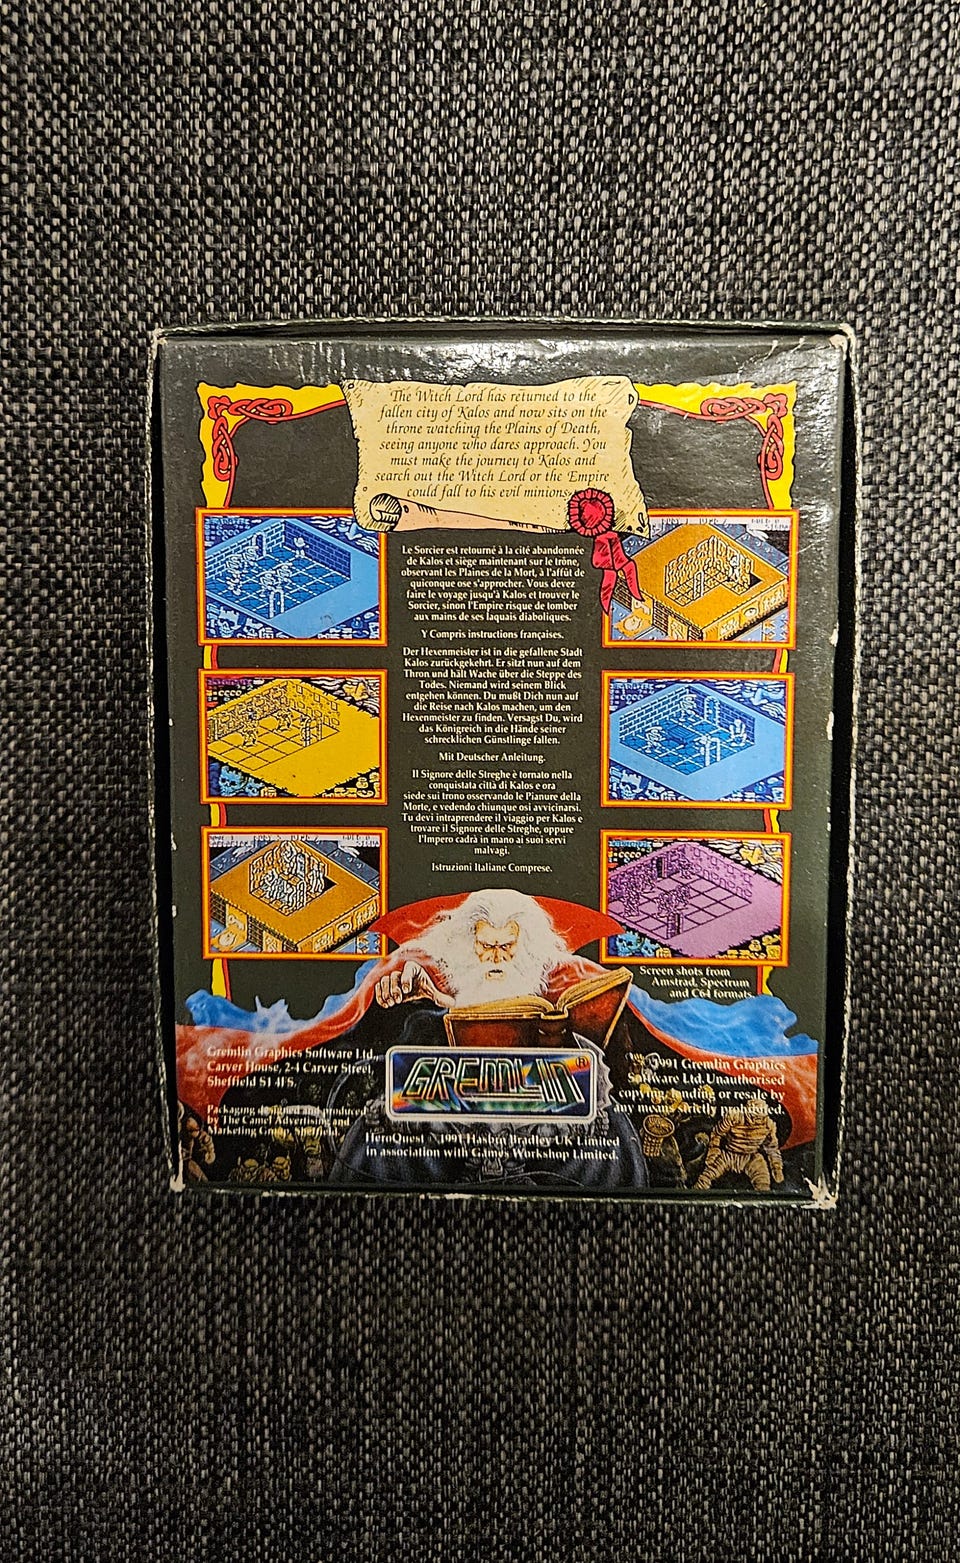 The Witch Lord has returned to the
fallen city of Kalos and now sits on the
throne watching the Plains of Death,
seeing anyone who dares approach. You
must make the journey to Kalos and
search out the Witch Lord or the Empire
could fall to his evil minions.
Le Sorcier est retourné à la cité abandonnée
de Kalos et siège maintenant sur le trône,
observant les Plaines de la Mort, à l'affût de
quiconque ose s'approcher. Vous devez
faire le voyage jusqu'à Kalos et trouver le
Sorcier, sinon l'Empire risque de tomber
aux mains de ses laquais diaboliques.
Y Compris instructions françaises.
Der Hexenmeister ist in die gefallene Stadt
Kalos zurückgekehrt. Er sitzt nun auf dem
Thron und hält Wache über die Steppe des
Todes. Niemand wird seinem Blick
entgehen können. Du mußt Dich nun auf
die Reise nach Kalos machen, um den
Hexenmeister zu finden. Versagst Du, wird
das Königreich in die Hände seiner
schrecklichen Günstlinge fallen.
Mit Deutscher Anleitung.
Il Signore delle Streghe è tornato nella
conquistata città di Kalos e ora
siede sui trono osservando le Pianure della
Morte, e vedendo chiunque osi avvicinarsi.
Tu devi intraprendere il viaggio per Kalos e
trovare il Signore delle Streghe, oppure
l'Impero cadrà in mano ai suoi servi
malvagi.
Istruzioni Italiane Comprese.
Screen shots from
Amstrad, Spectrum
and C64 formats.
Gremlin Graphics Software Ltd.,
Carver House, 2-4 Carver Street,
Sheffield S1 4FS.
Packaging designed and produced
by The Camel Advertising and
Marketing Group, Sheffield.
GREMLIN®
1991 Gremlin Graphics
Software Ltd. Unauthorised
copying, lending or resale by
any means strictly prohibited.
HeroQuest ©1991 Hasbro Bradley UK Limited
in association with Games Workshop Limited.